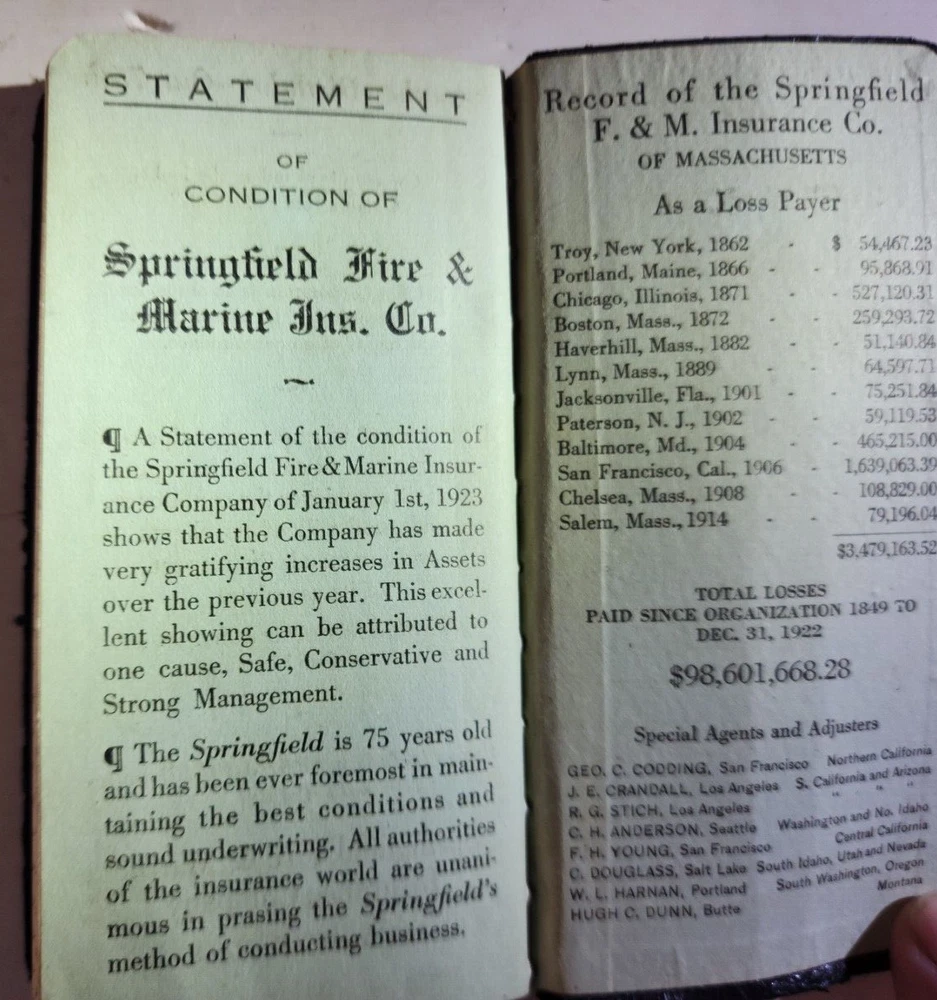 STATEMENT
OF
CONDITION OF
Springfield Fire &
Marine Ins. Co.
¶ A Statement of the condition of
the Springfield Fire & Marine Insur-
ance Company of January 1st, 1923
shows that the Company has made
very gratifying increases in Assets
over the previous year. This excel-
lent showing can be attributed to
one cause, Safe, Conservative and
Strong Management.
¶ The Springfield is 75 years old
and has been ever foremost in main-
taining the best conditions and
sound underwriting. All authorities
of the insurance world are unani-
mous in prasing the Springfield's
method of conducting business.
Record of the Springfield
F. & M. Insurance Co.
OF MASSACHUSETTS
As a Loss Payer
Troy, New York, 1862 - $ 54,467.23
Portland, Maine, 1866 - - 95,868.91
Chicago, Illinois, 1871 - - 527,120.31
Boston, Mass., 1872 - - 259,293.72
Haverhill, Mass., 1882 - - 51,140.84
Lynn, Mass., 1889 - - 64,597.71
Jacksonville, Fla., 1901 - - 75,251.84
Paterson, N. J., 1902 - - 59,119.53
Baltimore, Md., 1904 - - 465,215.00
San Francisco, Cal., 1906 - 1,639,063.39
Chelsea, Mass., 1908 - - 108,829.00
Salem, Mass., 1914 - - 79,196.04
$3,479,163.52
TOTAL LOSSES
PAID SINCE ORGANIZATION 1849 TO
DEC. 31, 1922
$98,601,668.28
Special Agents and Adjusters
GEO. C. CODDING, San Francisco Northern California
J. E. CRANDALL, Los Angeles S. California and Arizona
R. G. STICH, Los Angeles " " "
C. H. ANDERSON, Seattle Washington and No. Idaho
F. H. YOUNG, San Francisco Central California
C. DOUGLASS, Salt Lake South Idaho, Utah and Nevada
W. L. HARNAN, Portland South Washington, Oregon
HUGH C. DUNN, Butte Montana